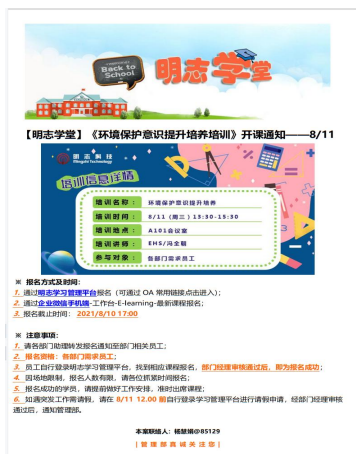 Back to
School
明志学堂
【明志学堂】《环境保护意识提升培养培训》开课通知——8/11
明志科技
Mingzhi Technology
培训信息详情
培训名称： 环境保护意识提升培养
培训时间： 8/11（周三）13:30-15:30
培训地点： A101会议室
培训讲师： EHS/冯全颖
参与对象： 各部门需求员工
※ 报名方式及时间：
1. 通过明志学习管理平台报名（可通过 OA 常用链接点击进入）；
2. 通过企业微信手机端-工作台-E-learning-最新课程报名；
3. 报名截止时间： 2021/8/10 17:00
※ 注意事项：
1. 请各部门助理转发报名通知至部门相关员工；
2. 报名资格：各部门需求员工；
3. 员工自行登录明志学习管理平台，找到相应课程报名，部门经理审核通过后，即为报名成功；
4. 因场地限制，报名人数有限，请各位抓紧时间报名；
5. 报名成功的学员，请提前做好工作安排，准时出席课程；
6. 如遇突发工作需请假，请在 8/11 12.00 前自行登录学习管理平台进行请假申请，经部门经理审核
通过后，通知管理部。
本案联络人：杨慧娟@85129
[ 管 理 部 真 诚 关 注 您 ]